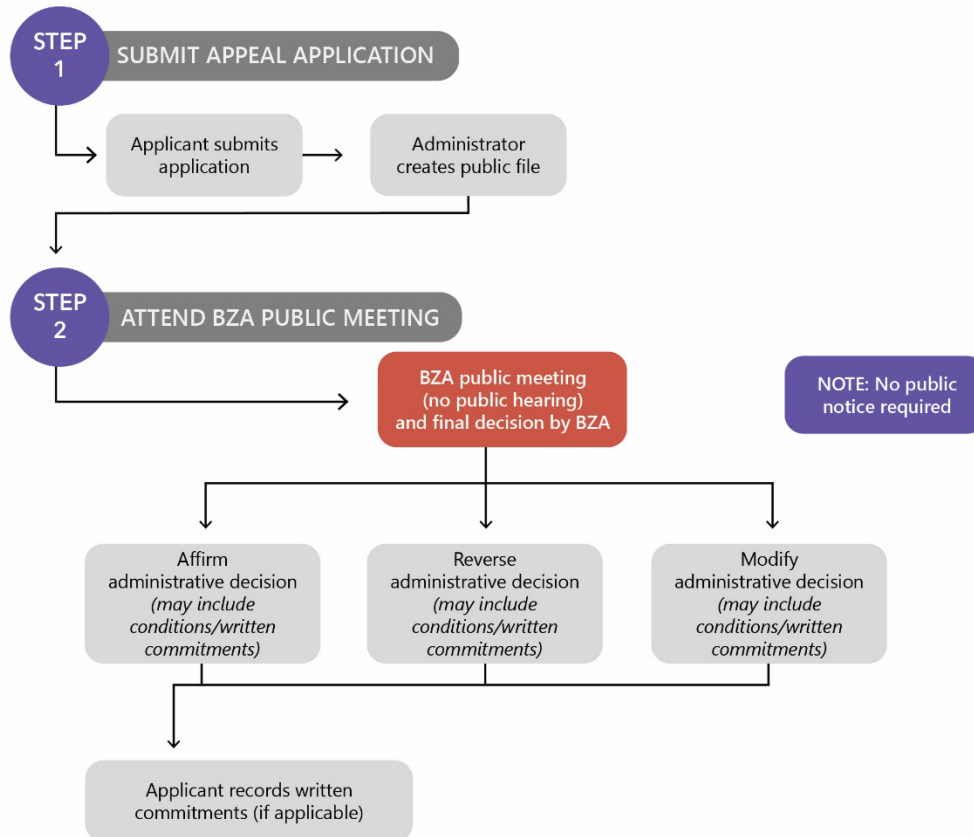 STEP
1
SUBMIT APPEAL APPLICATION
Applicant submits
application
Administrator
creates public file
STEP
2
ATTEND BZA PUBLIC MEETING
BZA public meeting
(no public hearing)
and final decision by BZA
NOTE: No public
notice required
Affirm
administrative decision
(may include
conditions/written
commitments)
Reverse
administrative decision
(may include
conditions/written
commitments)
Modify
administrative decision
(may include
conditions/written
commitments)
Applicant records written
commitments (if applicable)